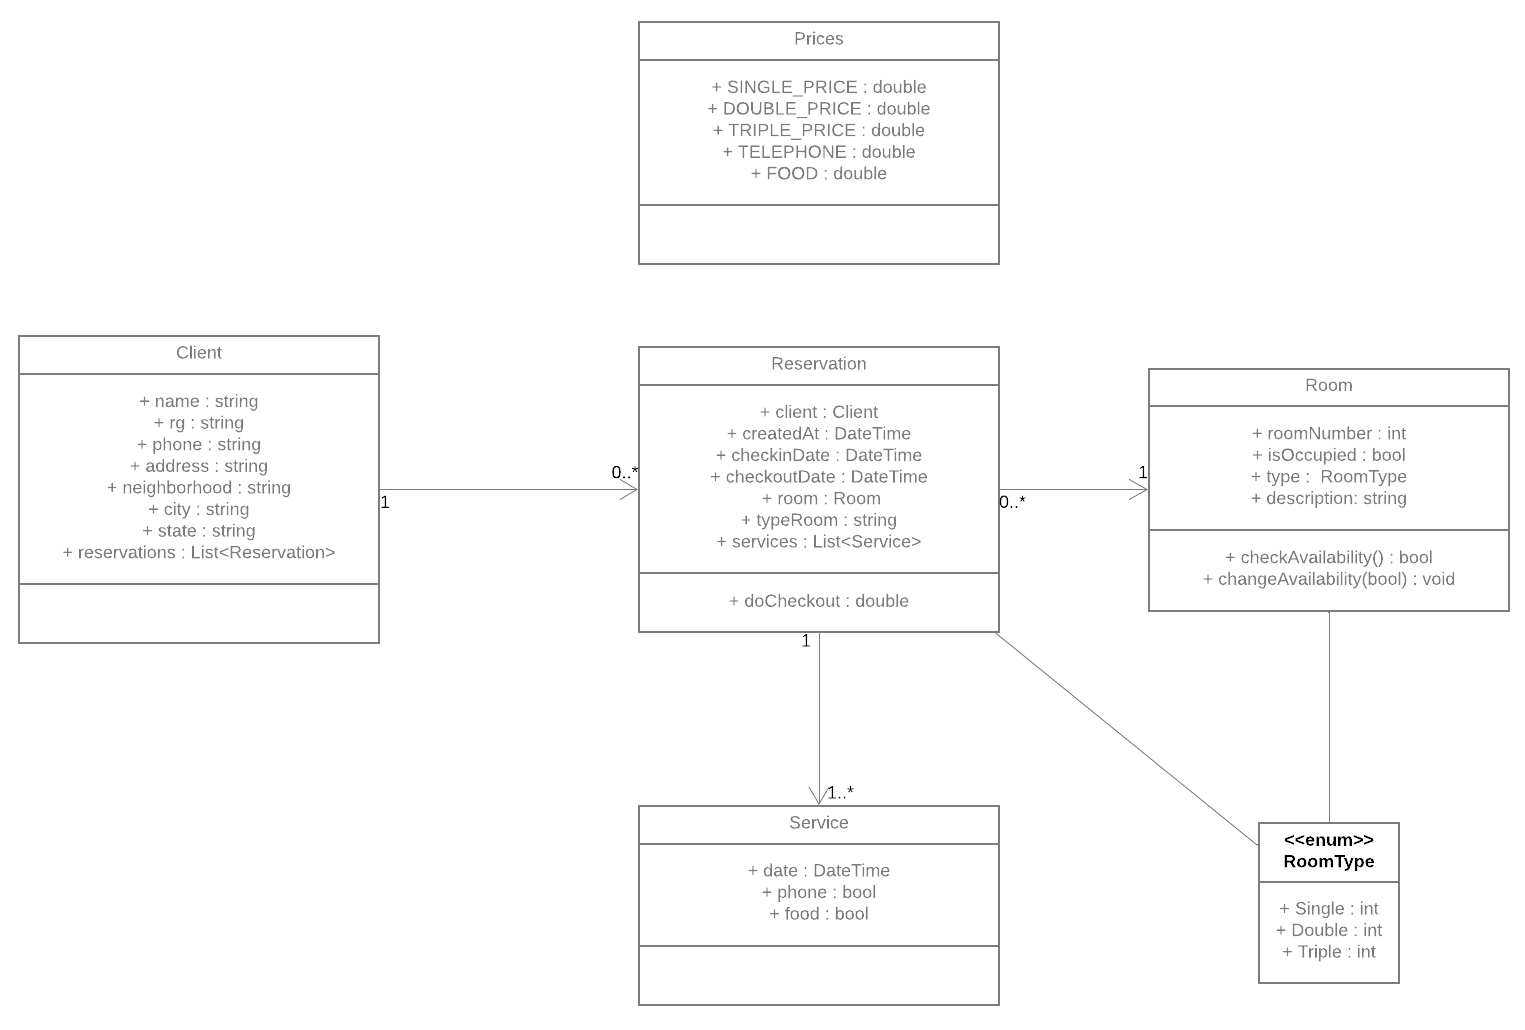 Prices
+ SINGLE_PRICE : double
+ DOUBLE_PRICE : double
+ TRIPLE_PRICE : double
+ TELEPHONE : double
+ FOOD : double
Client
+ name : string
+ rg : string
+ phone : string
+ address : string
+ neighborhood : string
+ city : string
+ state : string
+ reservations : List<Reservation>
1
0..*
Reservation
+ client : Client
+ createdAt : DateTime
+ checkinDate : DateTime
+ checkoutDate : DateTime
+ room : Room
+ typeRoom : string
+ services : List<Service>
+ doCheckout : double
0..*
1
Room
+ roomNumber : int
+ isOccupied : bool
+ type :  RoomType
+ description: string
+ checkAvailability() : bool
+ changeAvailability(bool) : void
1
1..*
Service
+ date : DateTime
+ phone : bool
+ food : bool
<<enum>>
RoomType
+ Single : int
+ Double : int
+ Triple : int